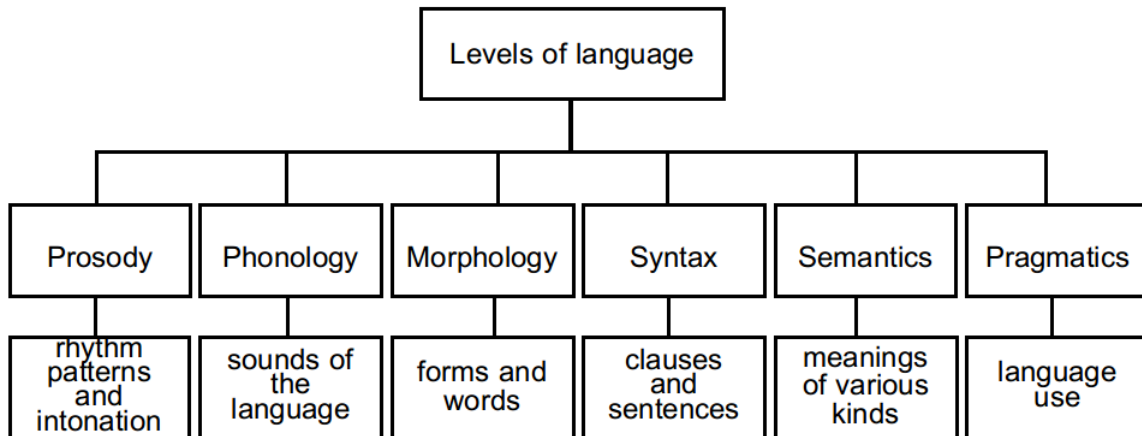 Levels of language
Prosody
Phonology
Morphology
Syntax
Semantics
Pragmatics
rhythm
patterns
and
intonation
sounds of
the
language
forms and
words
clauses
and
sentences
meanings
of various
kinds
language
use